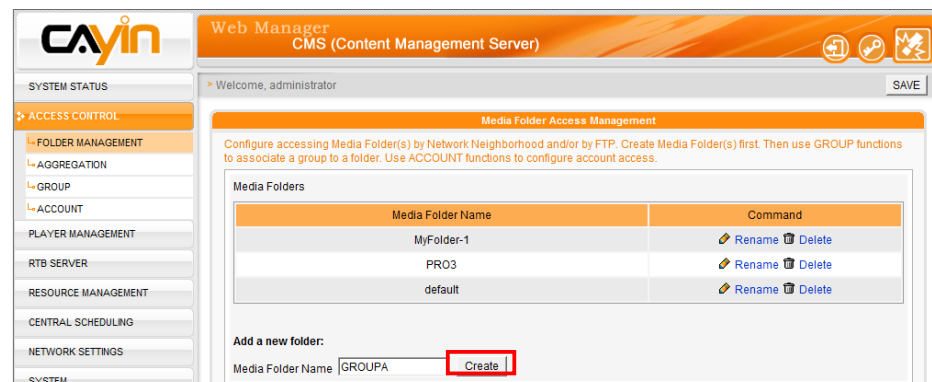 CAYIN
Web Manager
CMS (Content Management Server)
SYSTEM STATUS
> Welcome, administrator
SAVE
ACCESS CONTROL
FOLDER MANAGEMENT
AGGREGATION
GROUP
ACCOUNT
PLAYER MANAGEMENT
RTB SERVER
RESOURCE MANAGEMENT
CENTRAL SCHEDULING
NETWORK SETTINGS
SYSTEM
Media Folder Access Management
Configure accessing Media Folder(s) by Network Neighborhood and/or by FTP. Create Media Folder(s) first. Then use GROUP functions
to associate a group to a folder. Use ACCOUNT functions to configure account access.
Media Folders
Media Folder Name Command
MyFolder-1 Rename Delete
PRO3 Rename Delete
default Rename Delete
Add a new folder:
Media Folder Name GROUPA Create